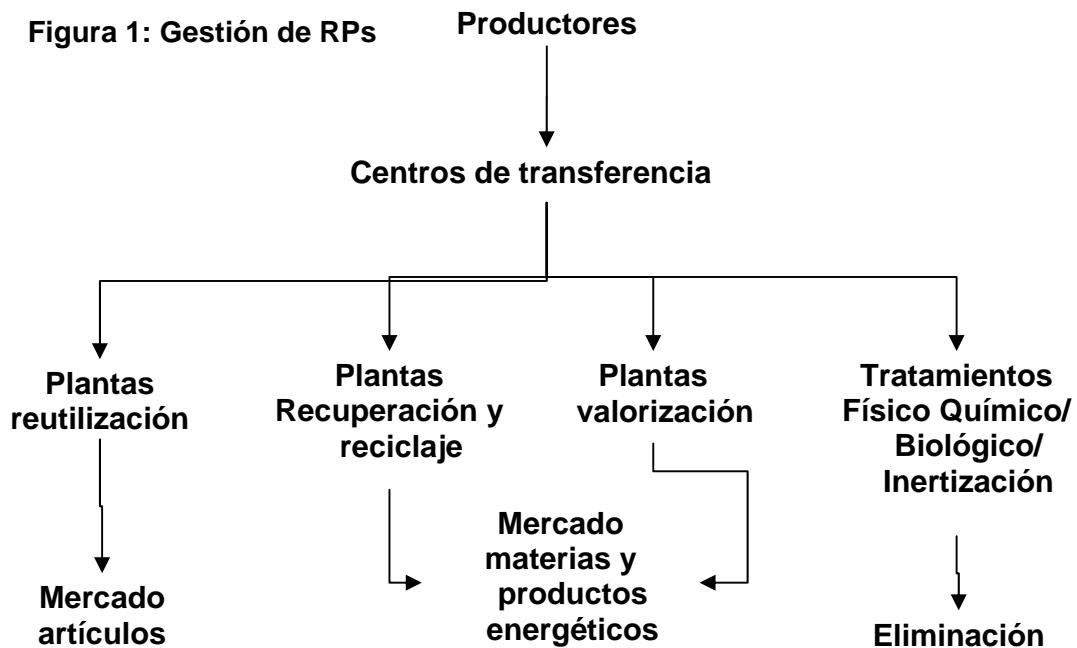 Figura 1: Gestión de RPs
Productores
Centros de transferencia
Plantas
reutilización
Plantas
Recuperación y
reciclaje
Plantas
valorización
Tratamientos
Físico Químico/
Biológico/
Inertización
Mercado
artículos
Mercado
materias y
productos
energéticos
Eliminación